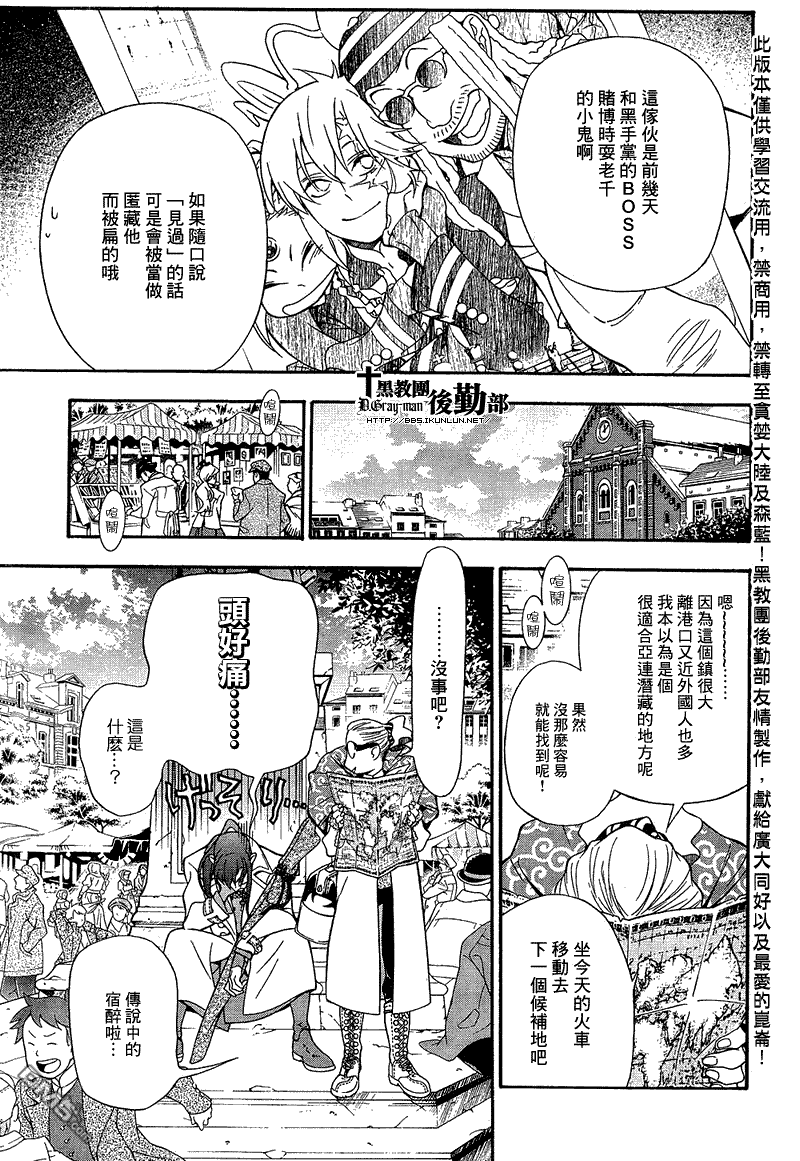 這傢伙是前幾天
和黑手黨的BOSS
賭博時耍老千
的小鬼啊
如果隨口說
「見過」的話
可是會被當做
匿藏他
而被扁的哦
黑教團
D.Gray-man 後勤部
HTTP://BBS.IKUNLUN.NET/
喧鬧
喧鬧
喧鬧
喧鬧
嗯~~~~~~………
因為這個鎮很大
離港口又近外國人也多
我本以為是個
很適合亞連潛藏的地方呢
果然
沒那麼容易
就能找到呢！
坐今天的火車
移動去
下一個候補地吧
………沒事吧？
頭好痛……
這是
什麼…？
げっそり…
傳說中的
宿醉啦…
此版本僅供學習交流用，禁商用，禁轉至貪婪大陸及森藍！黑教團後勤部友情製作，獻給廣大同好以及最愛的崑崙！